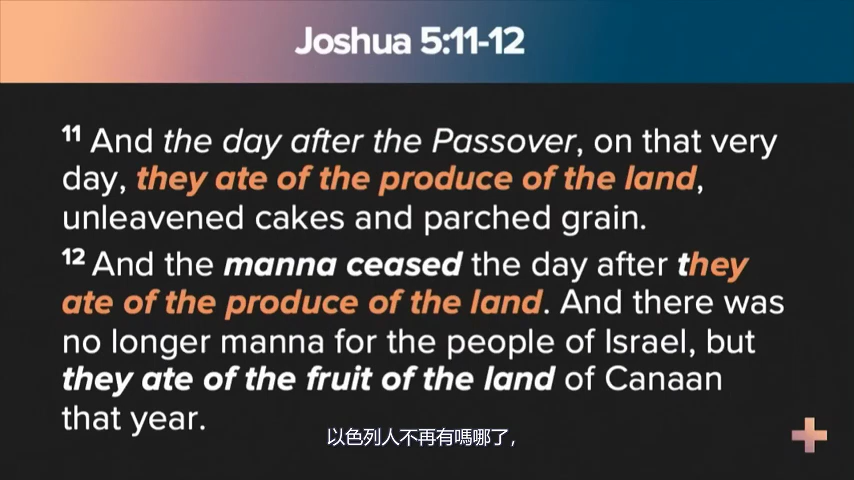 Joshua 5:11-12
11 And the day after the Passover, on that very
day, they ate of the produce of the land,
unleavened cakes and parched grain.
12 And the manna ceased the day after they
ate of the produce of the land. And there was
no longer manna for the people of Israel, but
they ate of the fruit of the land of Canaan
that year.
以色列人不再有嗎哪了，